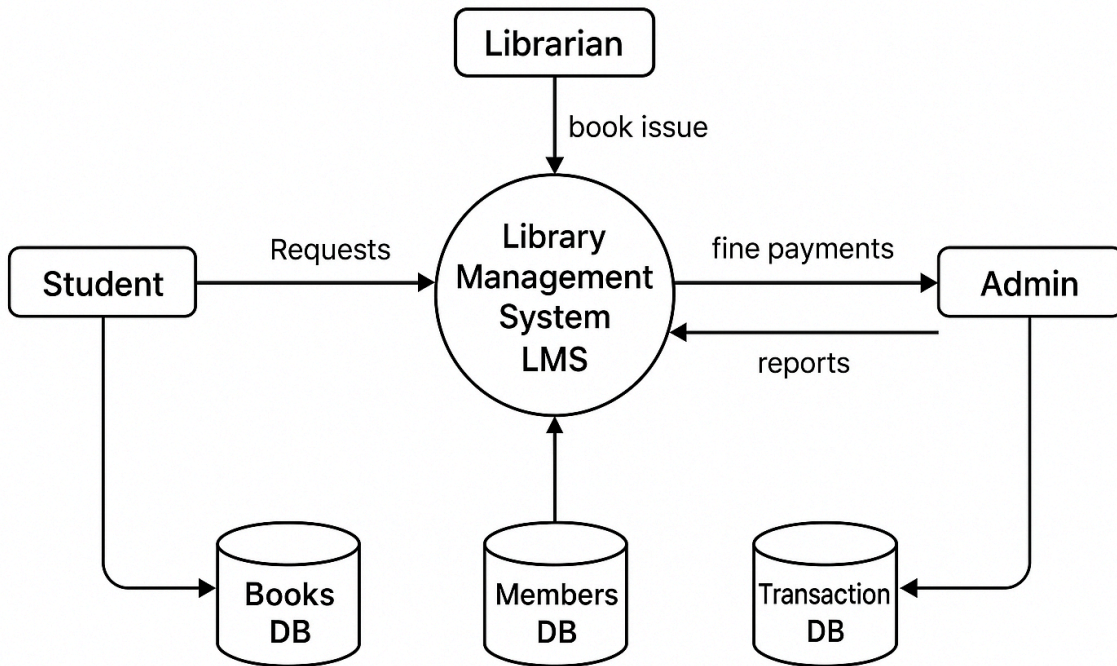 Librarian
book issue
Requests
Library
Management
System
LMS
fine payments
Student
Admin
reports
Books
DB
Members
DB
Transaction
DB